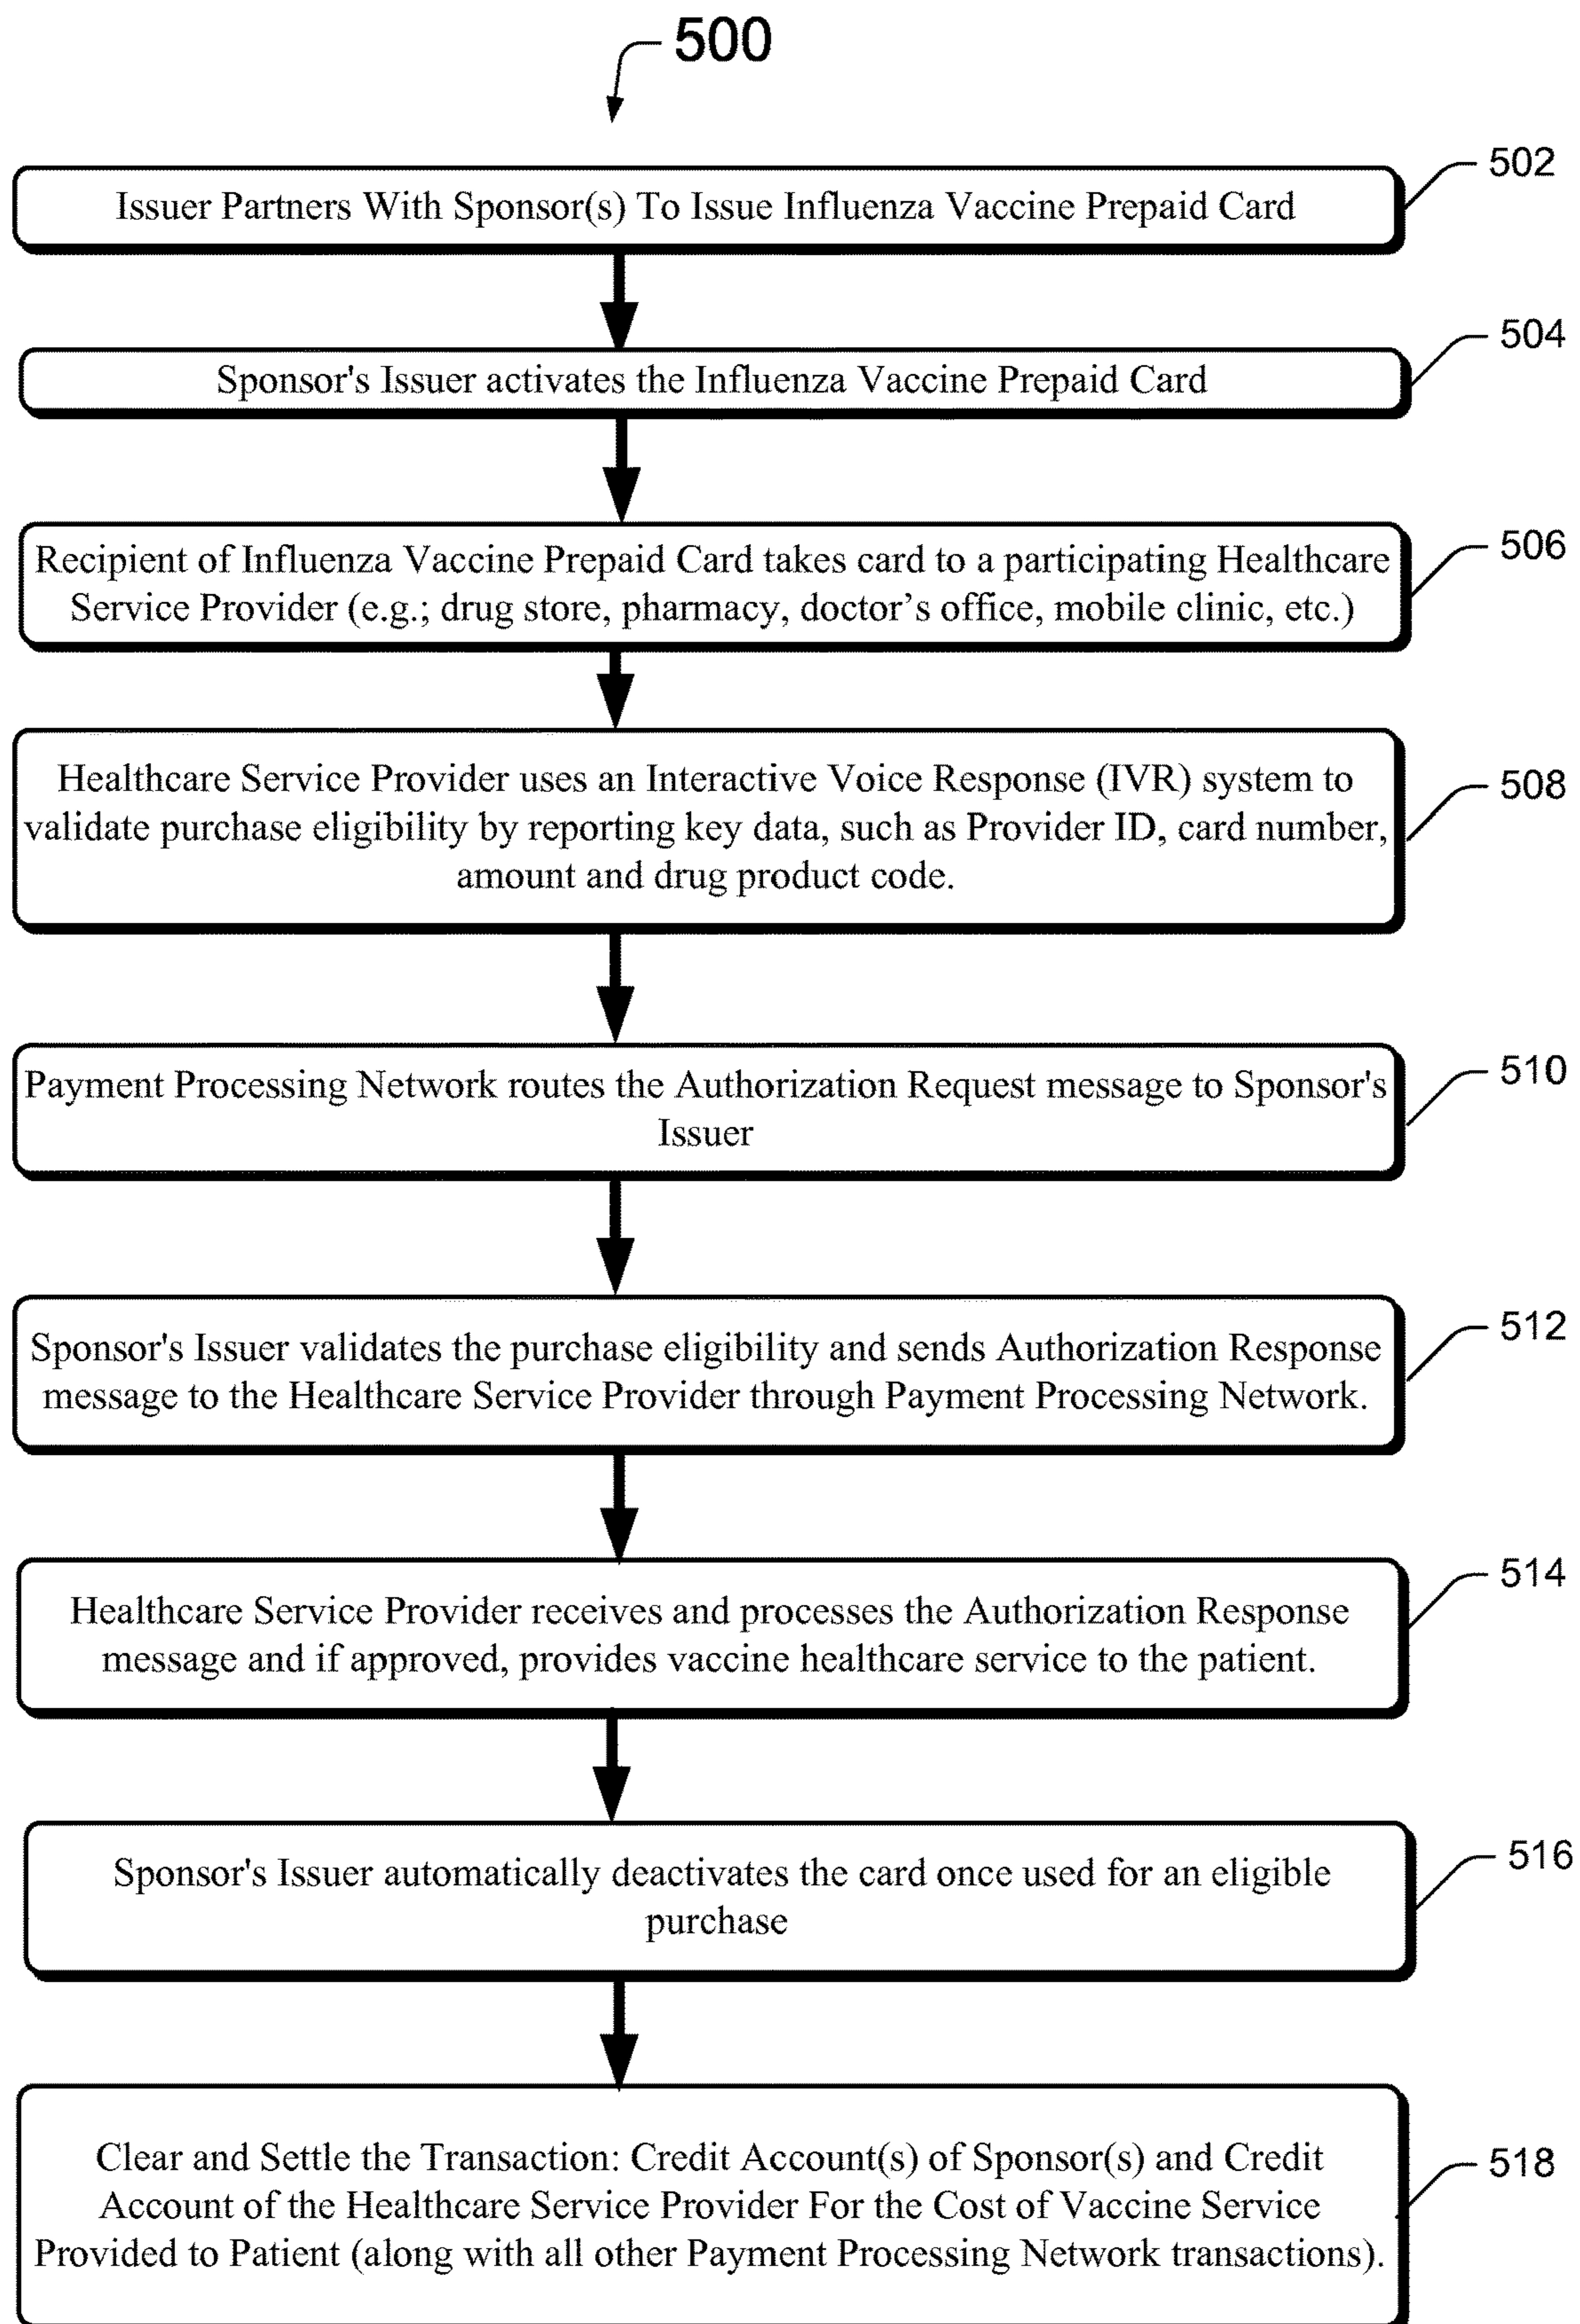 500
502
Issuer Partners With Sponsor(s) To Issue Influenza Vaccine Prepaid Card
504
Sponsor's Issuer activates the Influenza Vaccine Prepaid Card
506
Recipient of Influenza Vaccine Prepaid Card takes card to a participating Healthcare
Service Provider (e.g.; drug store, pharmacy, doctor’s office, mobile clinic, etc.)
508
Healthcare Service Provider uses an Interactive Voice Response (IVR) system to
validate purchase eligibility by reporting key data, such as Provider ID, card number,
amount and drug product code.
510
Payment Processing Network routes the Authorization Request message to Sponsor's
Issuer
512
Sponsor's Issuer validates the purchase eligibility and sends Authorization Response
message to the Healthcare Service Provider through Payment Processing Network.
514
Healthcare Service Provider receives and processes the Authorization Response
message and if approved, provides vaccine healthcare service to the patient.
516
Sponsor's Issuer automatically deactivates the card once used for an eligible
purchase
518
Clear and Settle the Transaction: Credit Account(s) of Sponsor(s) and Credit
Account of the Healthcare Service Provider For the Cost of Vaccine Service
Provided to Patient (along with all other Payment Processing Network transactions).